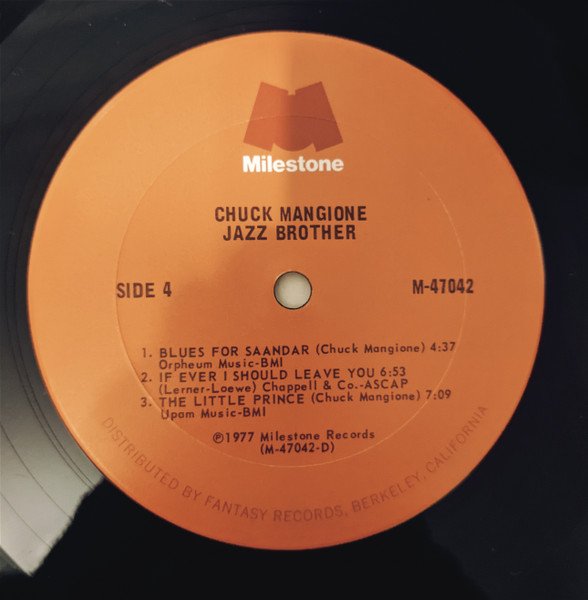 Milestone
CHUCK MANGIONE
JAZZ BROTHER
SIDE 4
M-47042
1. BLUES FOR SAANDAR (Chuck Mangione) 4:37
Orpheum Music-BMI
2. IF EVER I SHOULD LEAVE YOU 6:53
(Lerner-Loewe) Chappell & Co.-ASCAP
3. THE LITTLE PRINCE (Chuck Mangione) 7:09
Upam Music-BMI
℗1977 Milestone Records
(M-47042-D)
DISTRIBUTED BY FANTASY RECORDS, BERKELEY, CALIFORNIA